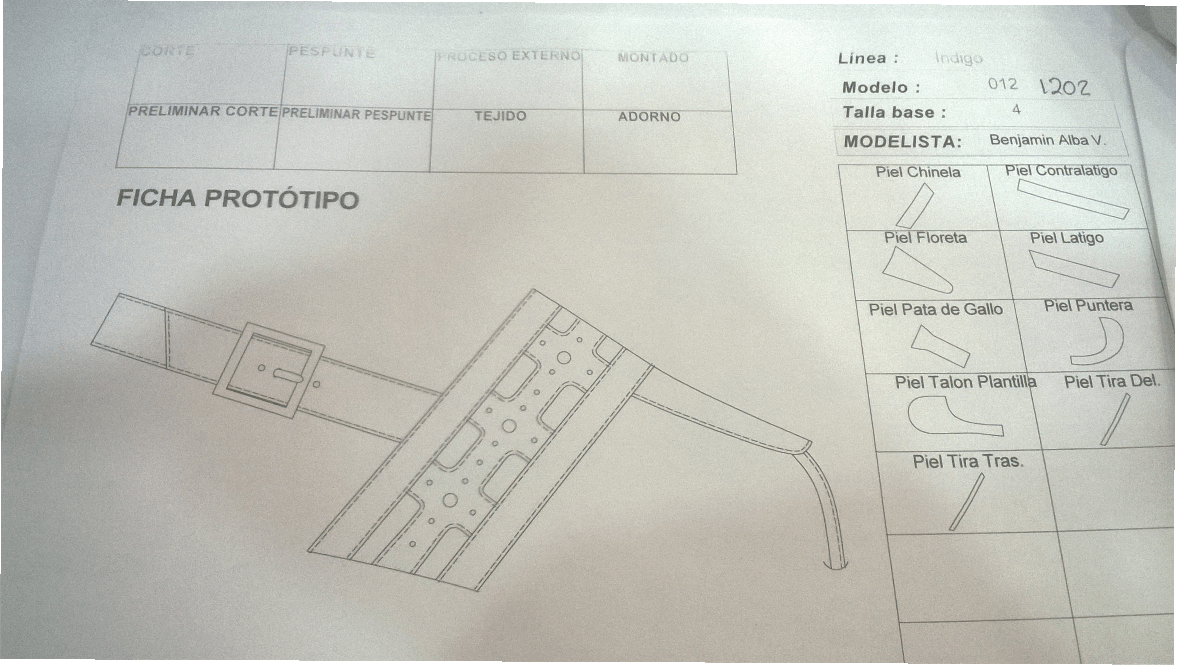 CORTE PESPUNTE PROCESO EXTERNO MONTADO
PRELIMINAR CORTE PRELIMINAR PESPUNTE TEJIDO ADORNO
FICHA PROTÓTIPO
Línea : Indigo
Modelo : 012 1202
Talla base : 4
MODELISTA: Benjamin Alba V.
Piel Chinela Piel Contralatigo
Piel Floreta Piel Latigo
Piel Pata de Gallo Piel Puntera
Piel Talon Plantilla Piel Tira Del.
Piel Tira Tras.